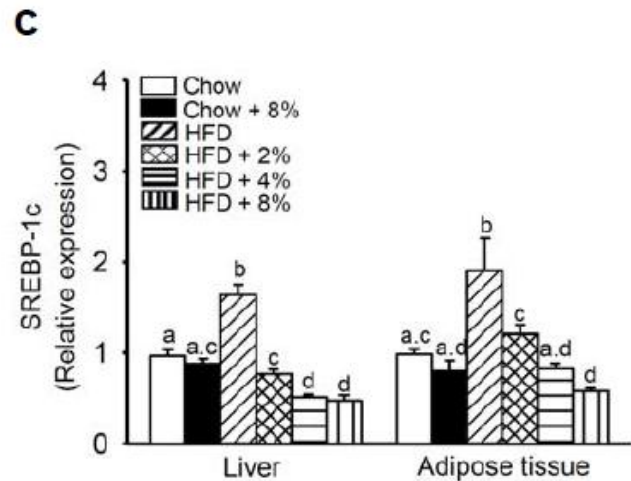 C
SREBP-1c
(Relative expression)
4
3
2
1
0
Chow
Chow + 8%
HFD
HFD + 2%
HFD + 4%
HFD + 8%
a
a.c
b
c
d
d
a.c
a.d
b
c
a.d
d
Liver
Adipose tissue